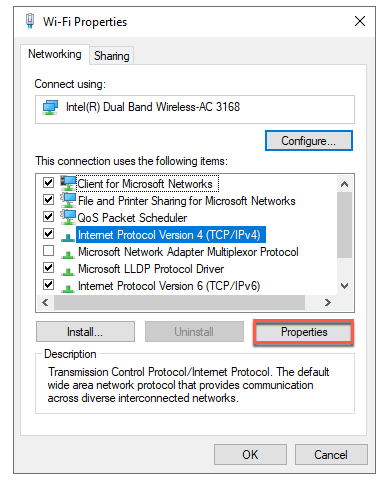 Wi-Fi Properties
Networking
Sharing
Connect using:
Intel(R) Dual Band Wireless-AC 3168
Configure...
This connection uses the following items:
Client for Microsoft Networks
File and Printer Sharing for Microsoft Networks
QoS Packet Scheduler
Internet Protocol Version 4 (TCP/IPv4)
Microsoft Network Adapter Multiplexor Protocol
Microsoft LLDP Protocol Driver
Internet Protocol Version 6 (TCP/IPv6)
Install...
Uninstall
Properties
Description
Transmission Control Protocol/Internet Protocol. The default
wide area network protocol that provides communication
across diverse interconnected networks.
OK
Cancel